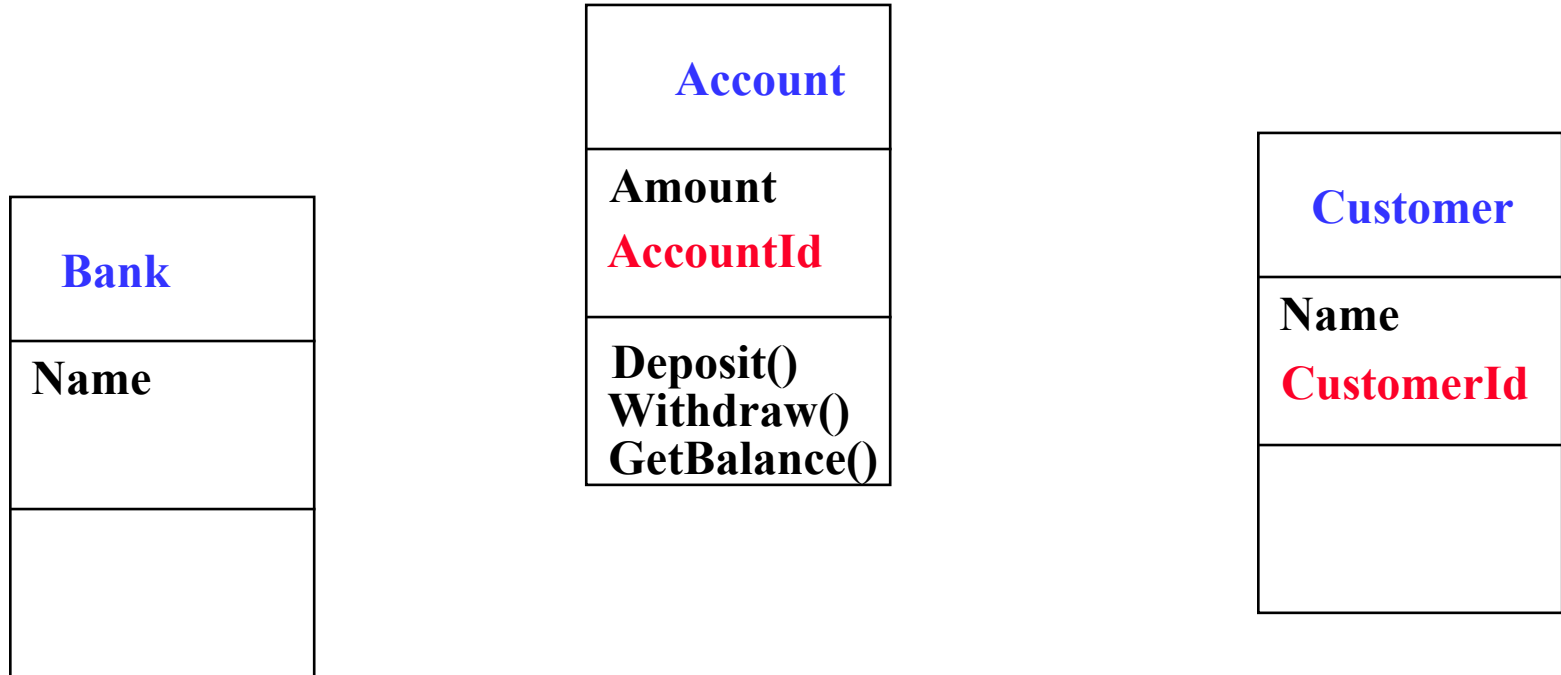 Bank
Name
Account
Amount
AccountId
Deposit()
Withdraw()
GetBalance()
Customer
Name
CustomerId